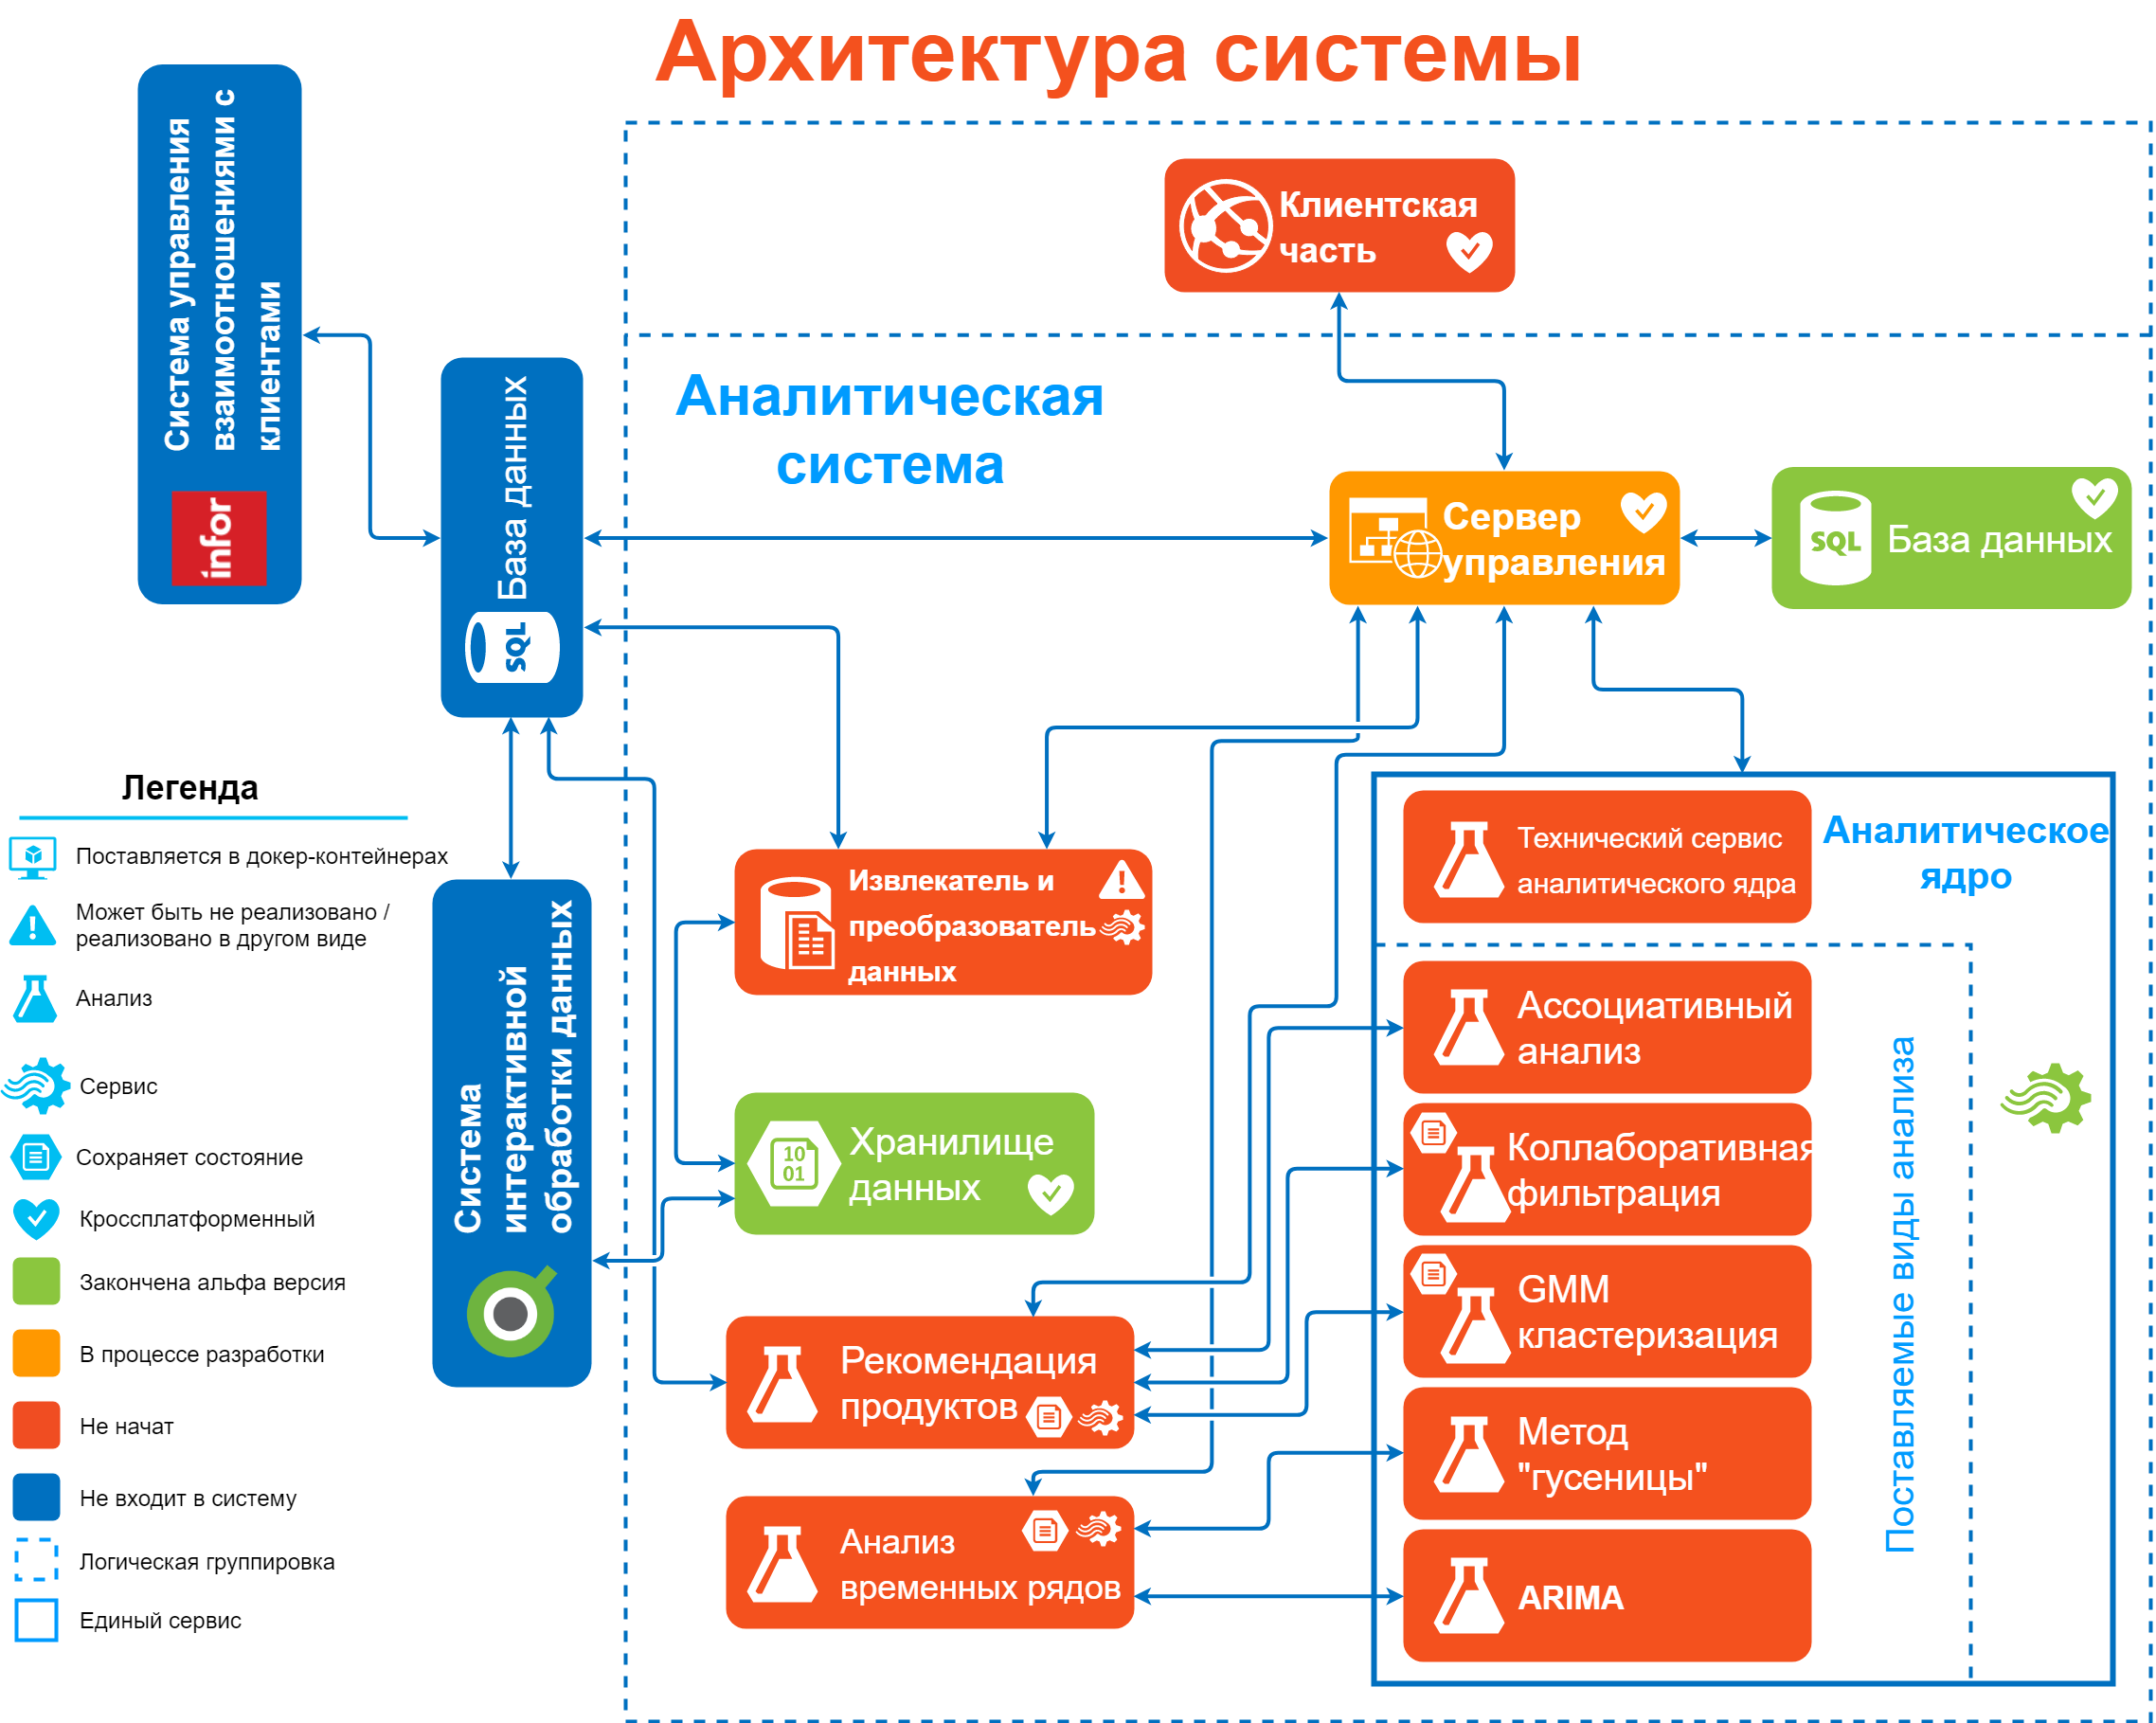 Архитектура системы
Система управления
взаимоотношениями с
клиентами
infor
База данных
SQL
Клиентская
часть
Аналитическая
система
Сервер
управления
SQL
База данных
Легенда
Поставляется в докер-контейнерах
Может быть не реализовано /
реализовано в другом виде
Анализ
Сервис
Сохраняет состояние
Кроссплатформенный
Закончена альфа версия
В процессе разработки
Не начат
Не входит в систему
Логическая группировка
Единый сервис
Система
интерактивной
обработки данных
Извлекатель и
преобразователь
данных
10
01
Хранилище
данных
Рекомендация
продуктов
Анализ
временных рядов
Аналитическое
ядро
Технический сервис
аналитического ядра
Поставляемые виды анализа
Ассоциативный
анализ
Коллаборативная
фильтрация
GMM
кластеризация
Метод
"гусеницы"
ARIMA